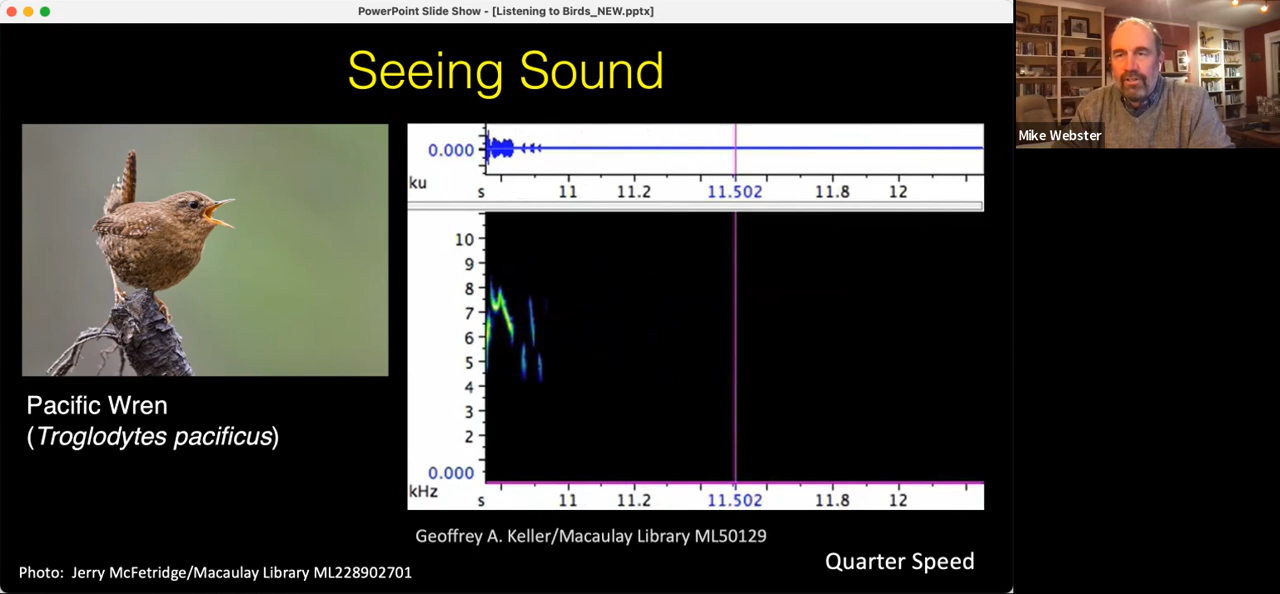 PowerPoint Slide Show - [Listening to Birds_NEW.pptx]
Seeing Sound
Mike Webster
0.000
ku
s 11 11.2 11.502 11.8 12
10
9
8
7
6
5
4
3
2
0.000
kHz
s 11 11.2 11.502 11.8 12
Pacific Wren
(Troglodytes pacificus)
Geoffrey A. Keller/Macaulay Library ML50129
Quarter Speed
Photo: Jerry McFetridge/Macaulay Library ML228902701